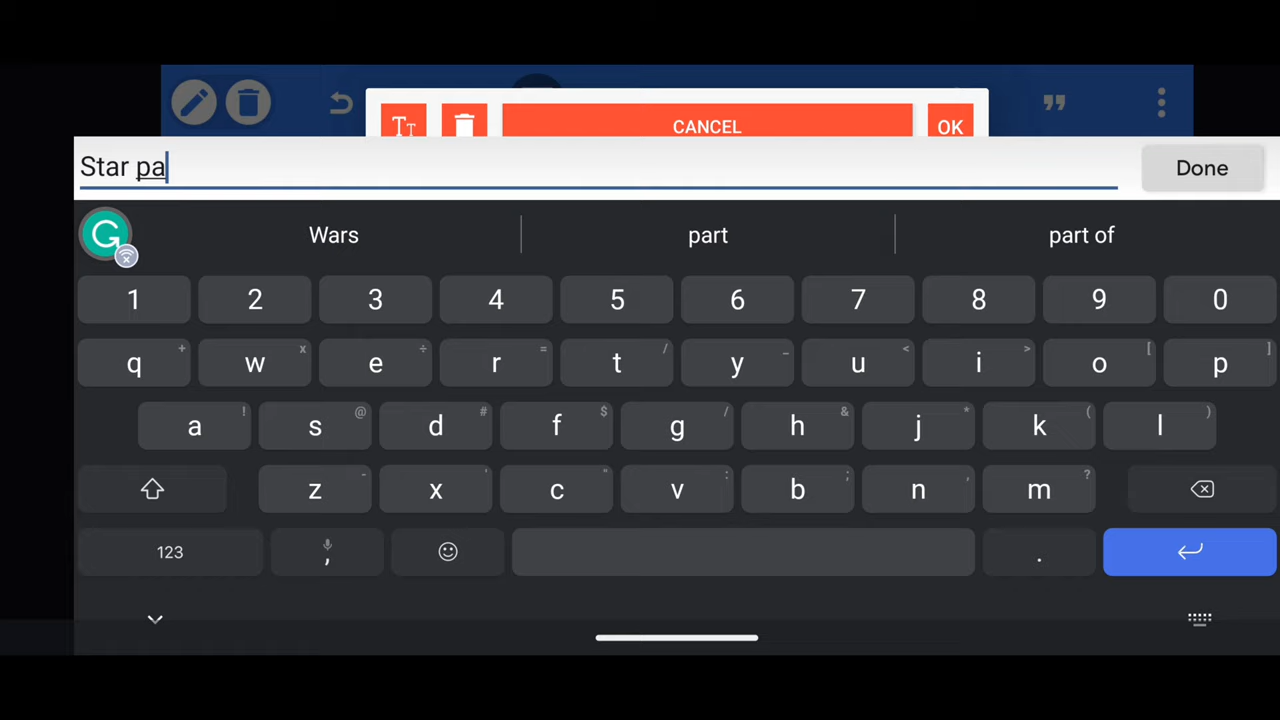 Tт CANCEL OK
Star pa Done
Wars part part of
1 2 3 4 5 6 7 8 9 0
q + w x e ÷ r = t / y _ u < i > o [ p ]
a ! s @ d # f $ g / h & j * k ( l )
z - x ' c " v : b ; n , m ?
123 , .